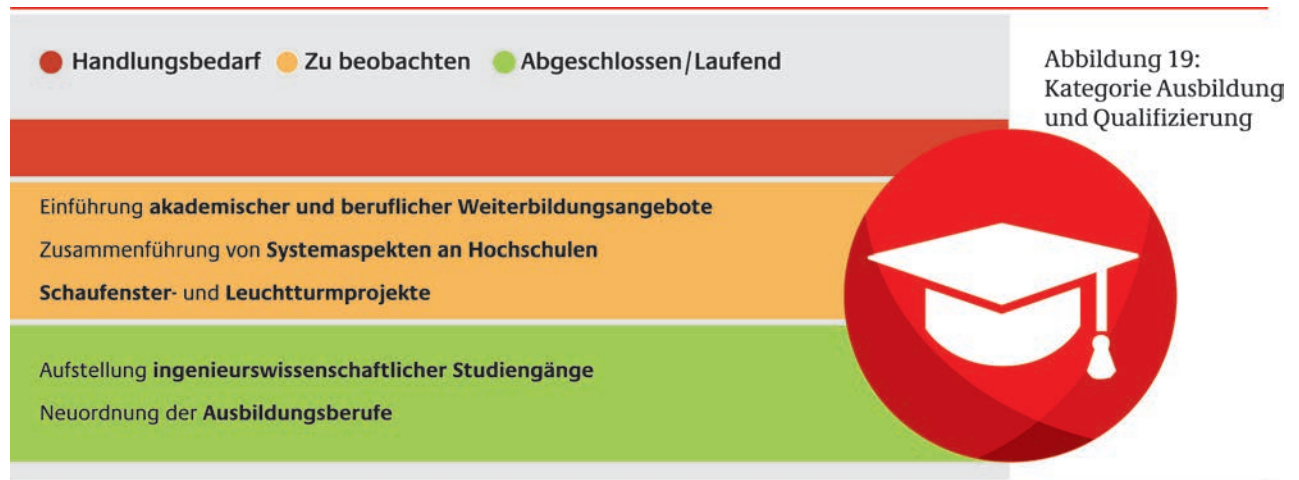 Handlungsbedarf Zu beobachten Abgeschlossen/Laufend
Abbildung 19:
Kategorie Ausbildung
und Qualifizierung
Einführung akademischer und beruflicher Weiterbildungsangebote
Zusammenführung von Systemaspekten an Hochschulen
Schaufenster- und Leuchtturmprojekte
Aufstellung ingenieurswissenschaftlicher Studiengänge
Neuordnung der Ausbildungsberufe